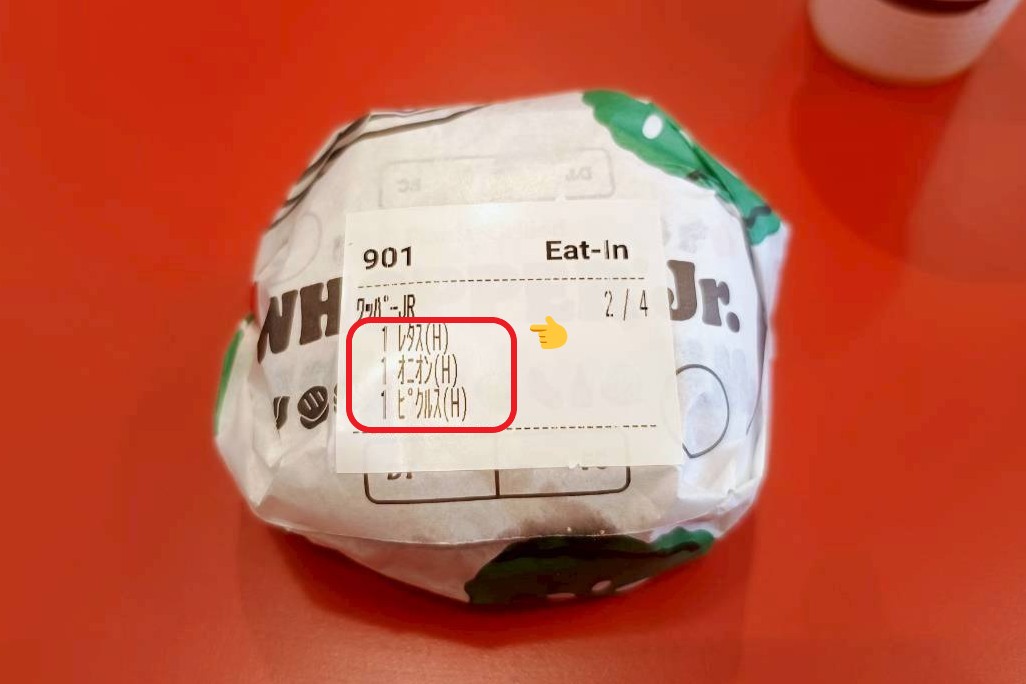 901 Eat-In
ﾜｯﾊﾟｰJR 2 / 4
1 ﾚﾀｽ(H)
1 ｵﾆｵﾝ(H)
1 ﾋﾟｸﾙｽ(H)
Jr.